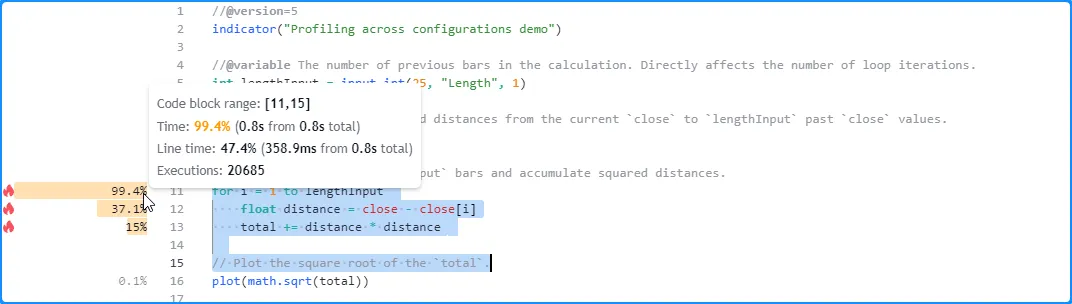 1 //@version=5
2 indicator("Profiling across configurations demo")
3
4 //@variable The number of previous bars in the calculation. Directly affects the number of loop iterations.
5 int lengthInput = input.int(25, "Length", 1)
Code block range: [11,15]
Time: 99.4% (0.8s from 0.8s total)
d distances from the current `close` to `lengthInput` past `close` values.
Line time: 47.4% (358.9ms from 0.8s total)
Executions: 20685
put` bars and accumulate squared distances.
99.4% 11 for i = 1 to lengthInput
37.1% 12 float distance = close - close[i]
15% 13 total += distance * distance
14
15 // Plot the square root of the `total`.
0.1% 16 plot(math.sqrt(total))
17